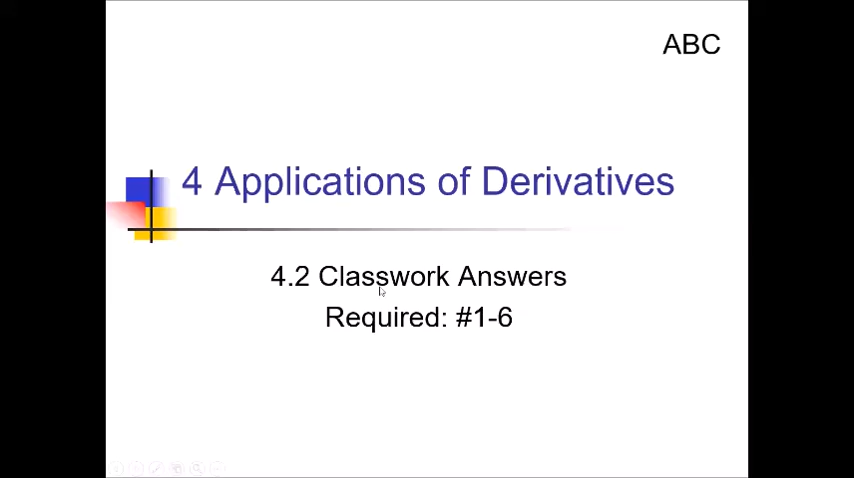 ABC
4 Applications of Derivatives
4.2 Classwork Answers
Required: #1-6